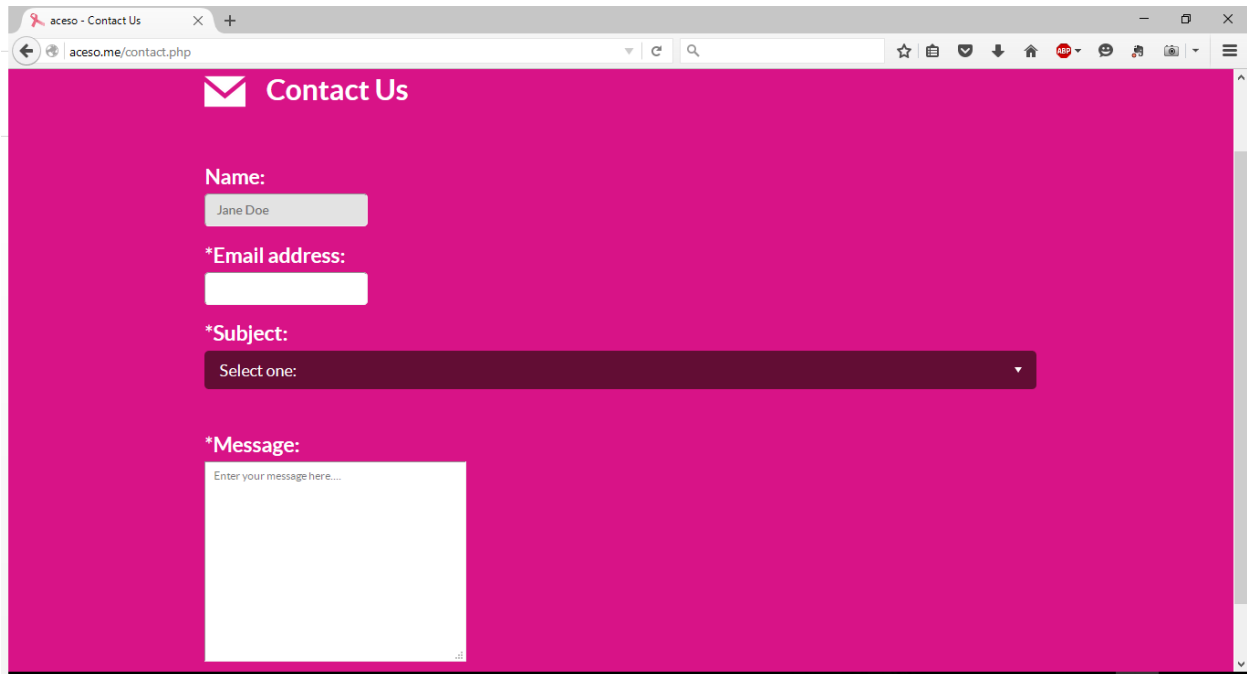 aceso - Contact Us
aceso.me/contact.php
ABP
Contact Us
Name:
Jane Doe
*Email address:
*Subject:
Select one:
*Message:
Enter your message here....